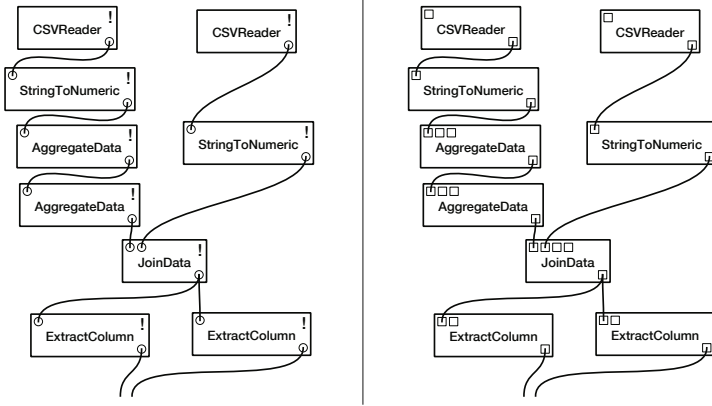 CSVReader !
CSVReader !
StringToNumeric !
AggregateData !
StringToNumeric !
AggregateData !
JoinData !
ExtractColumn !
ExtractColumn !
CSVReader
CSVReader
StringToNumeric
AggregateData
StringToNumeric
AggregateData
JoinData
ExtractColumn
ExtractColumn